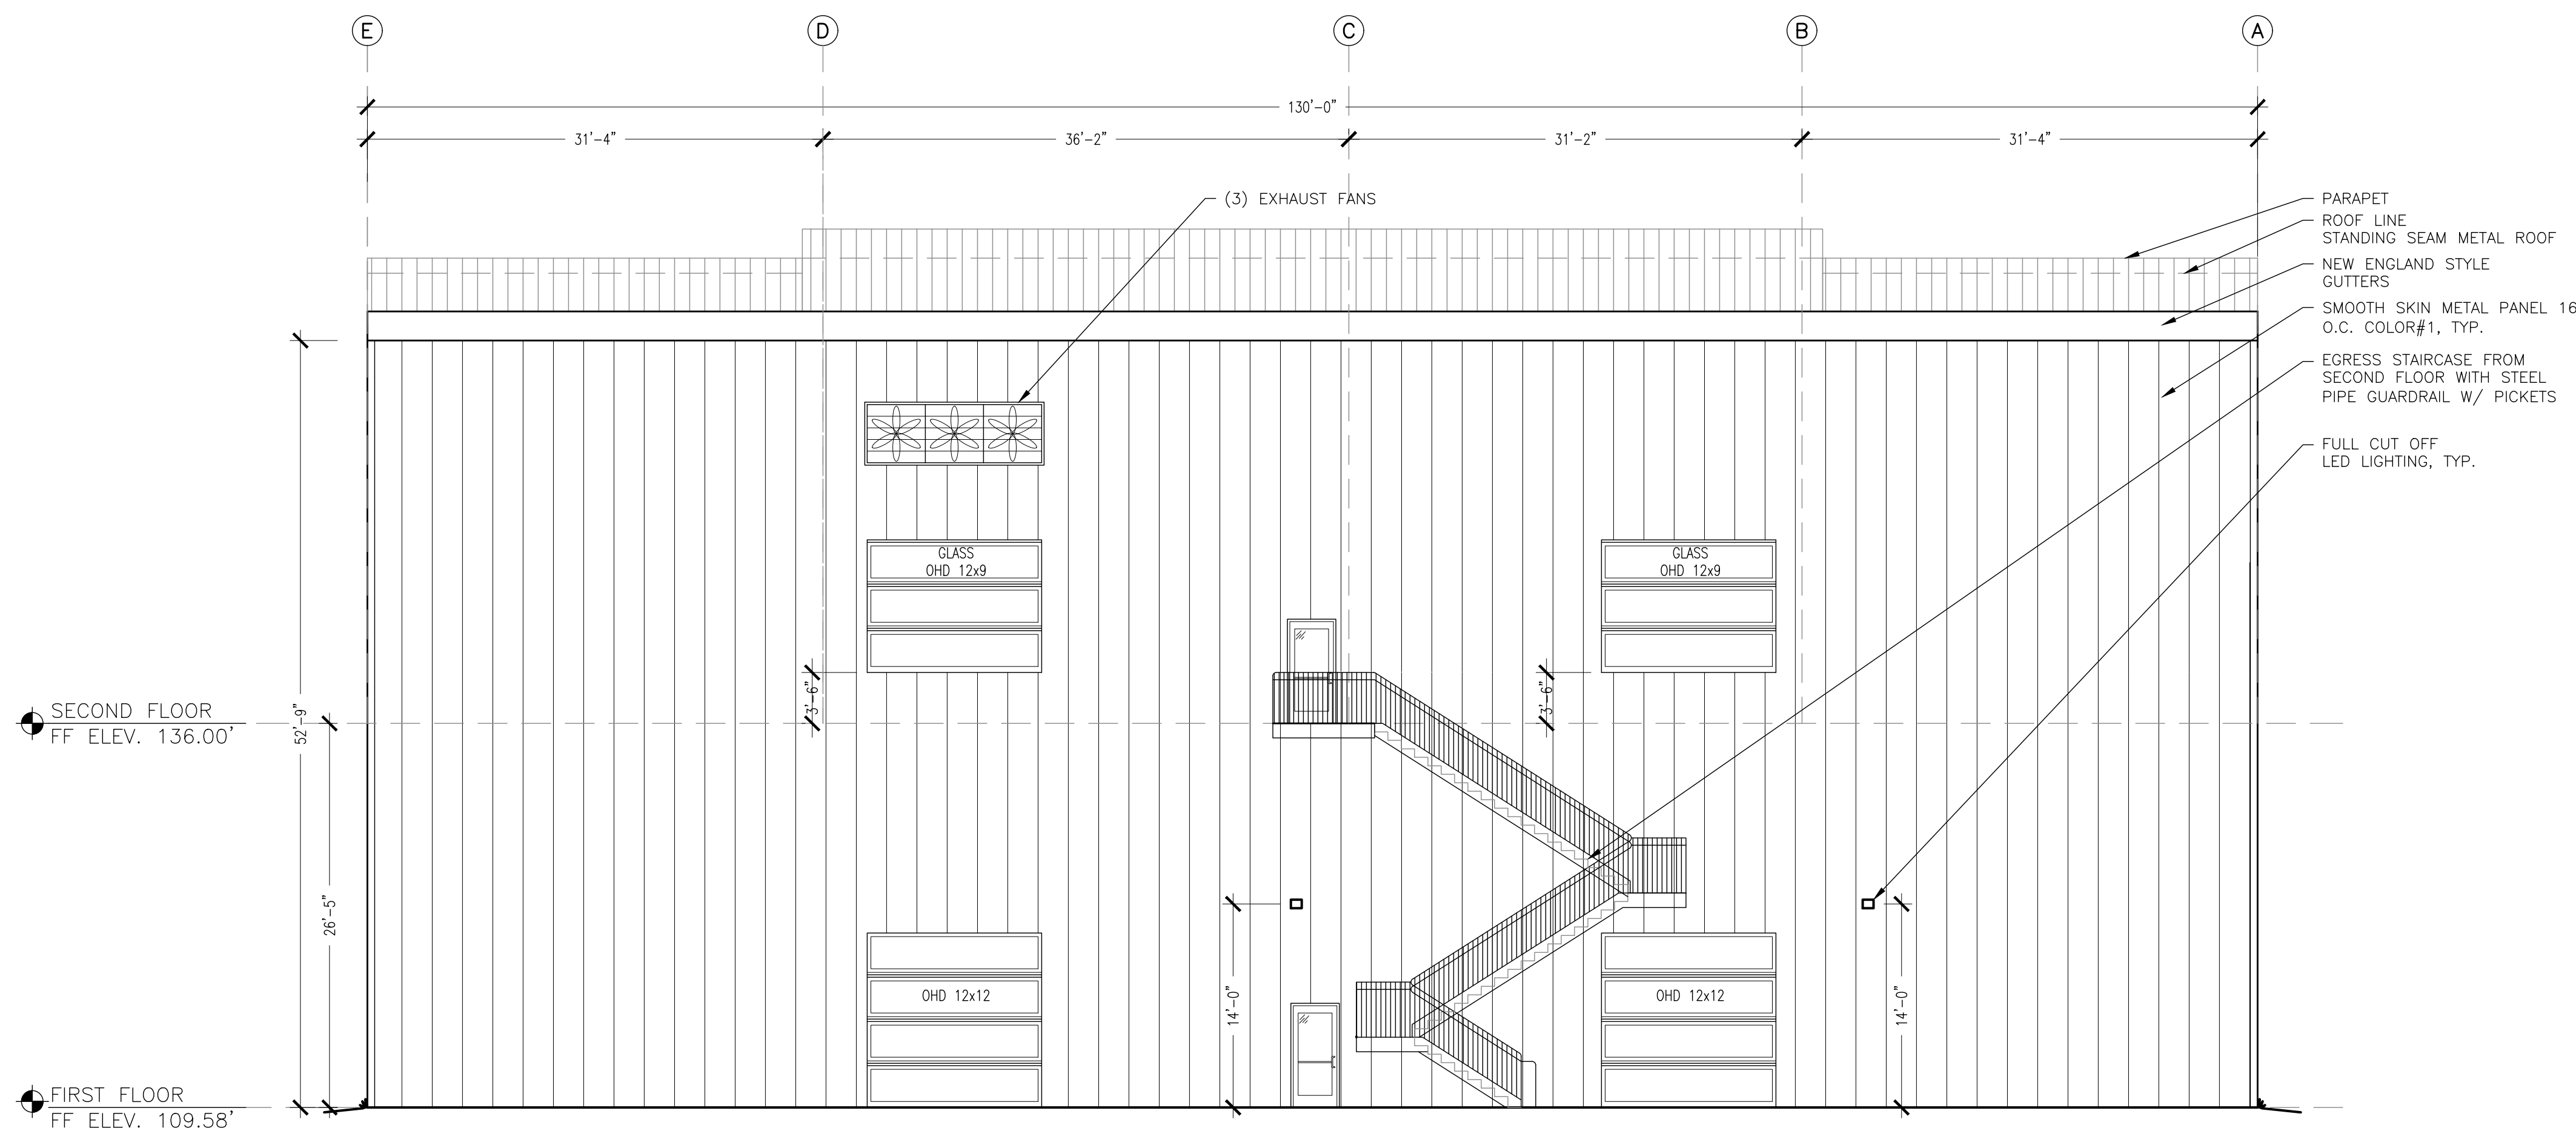 E
D
C
B
A
130'-0"
31'-4"
36'-2"
31'-2"
31'-4"
(3) EXHAUST FANS
PARAPET
ROOF LINE
STANDING SEAM METAL ROOF
NEW ENGLAND STYLE
GUTTERS
SMOOTH SKIN METAL PANEL 16
O.C. COLOR#1, TYP.
EGRESS STAIRCASE FROM
SECOND FLOOR WITH STEEL
PIPE GUARDRAIL W/ PICKETS
FULL CUT OFF
LED LIGHTING, TYP.
GLASS
OHD 12x9
GLASS
OHD 12x9
3'-6"
3'-6"
SECOND FLOOR
FF ELEV. 136.00'
52'-9"
26'-5"
14'-0"
14'-0"
OHD 12x12
OHD 12x12
FIRST FLOOR
FF ELEV. 109.58'